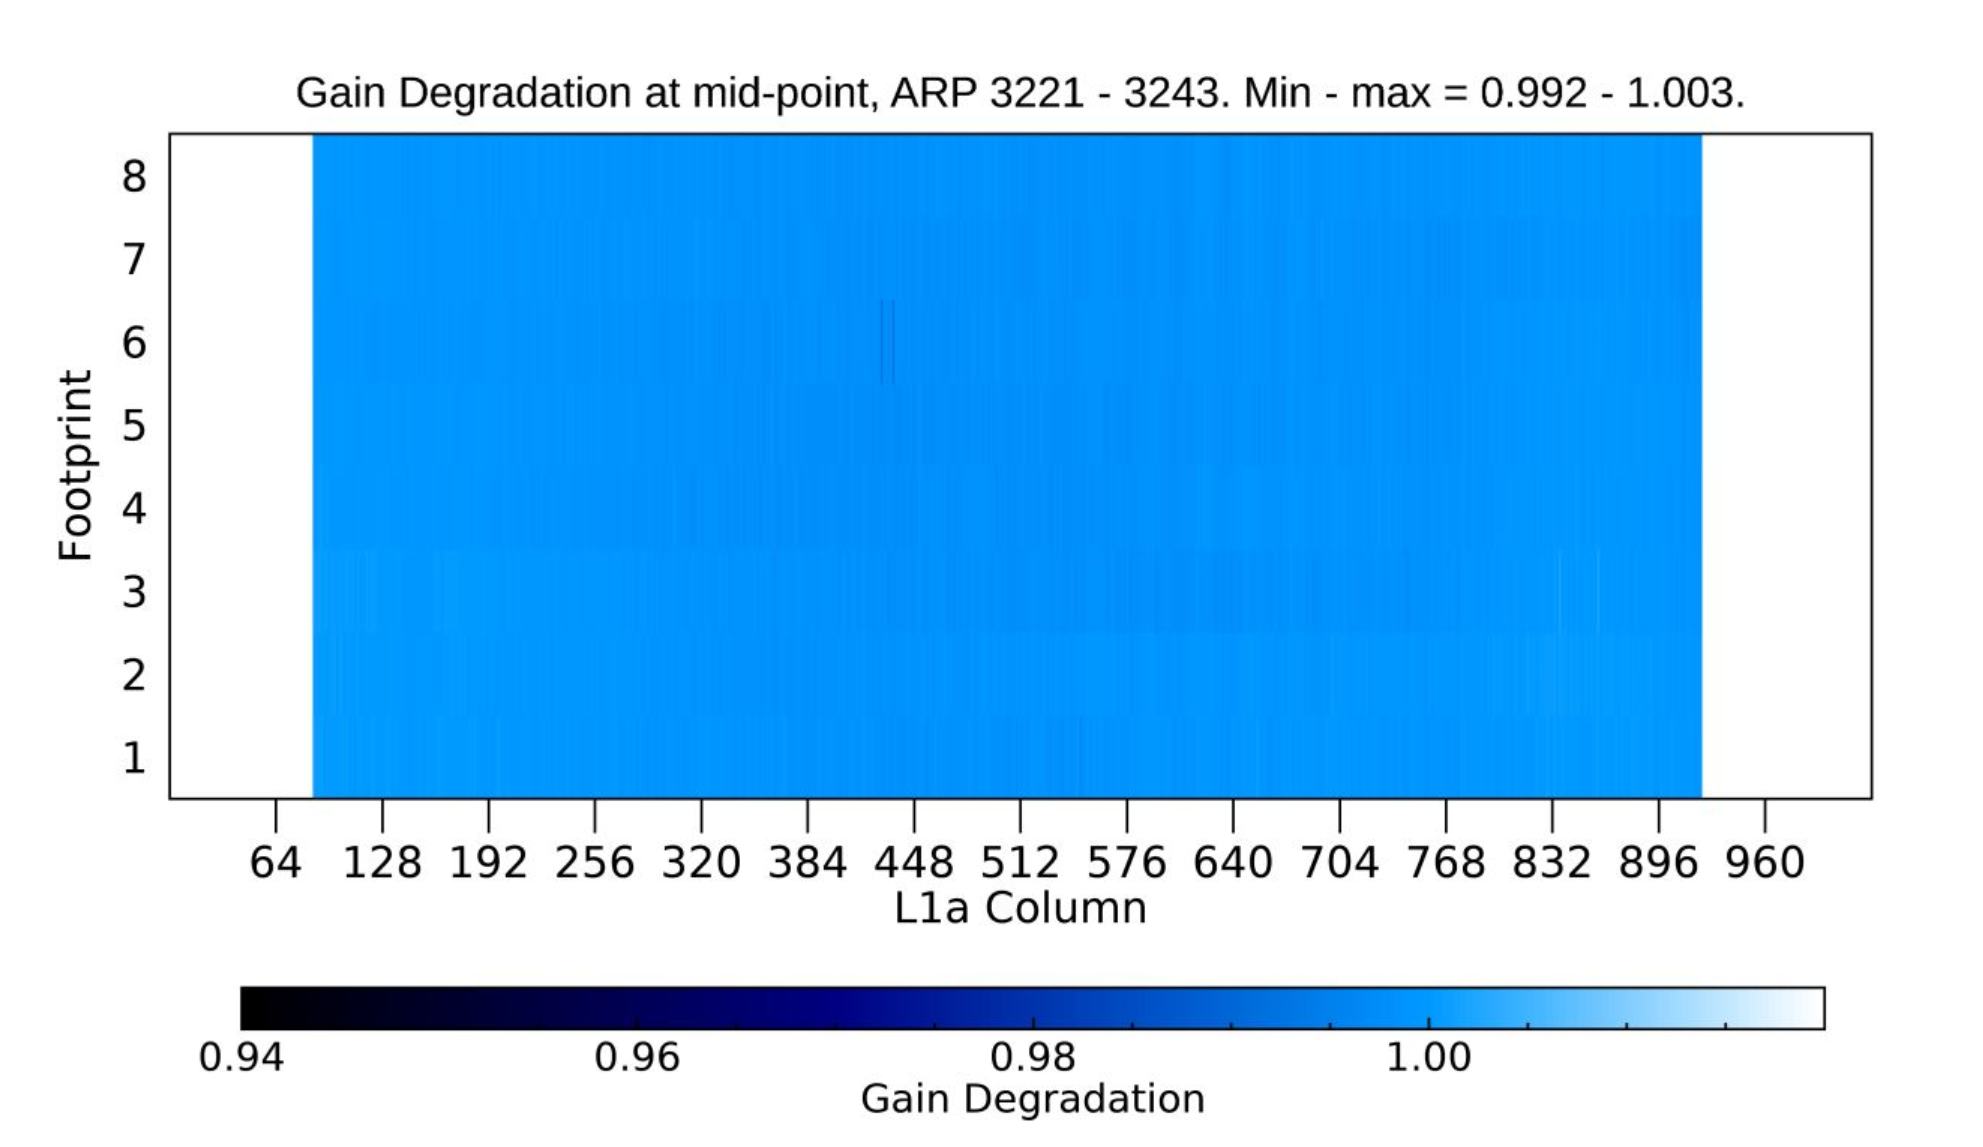 Gain Degradation at mid-point, ARP 3221 - 3243. Min - max = 0.992 - 1.003.
8
7
6
5
4
3
2
1
Footprint
64 128 192 256 320 384 448 512 576 640 704 768 832 896 960
L1a Column
0.94 0.96 0.98 1.00
Gain Degradation